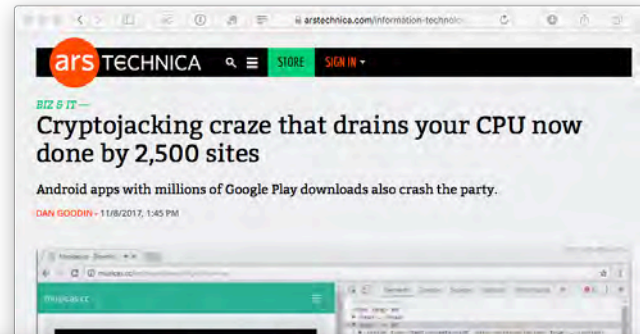 arstechnica.com/information-technolo
ars TECHNICA STORE SIGN IN
BIZ & IT —
Cryptojacking craze that drains your CPU now
done by 2,500 sites
Android apps with millions of Google Play downloads also crash the party.
DAN GOODIN - 11/8/2017, 1:45 PM
musicas.cc